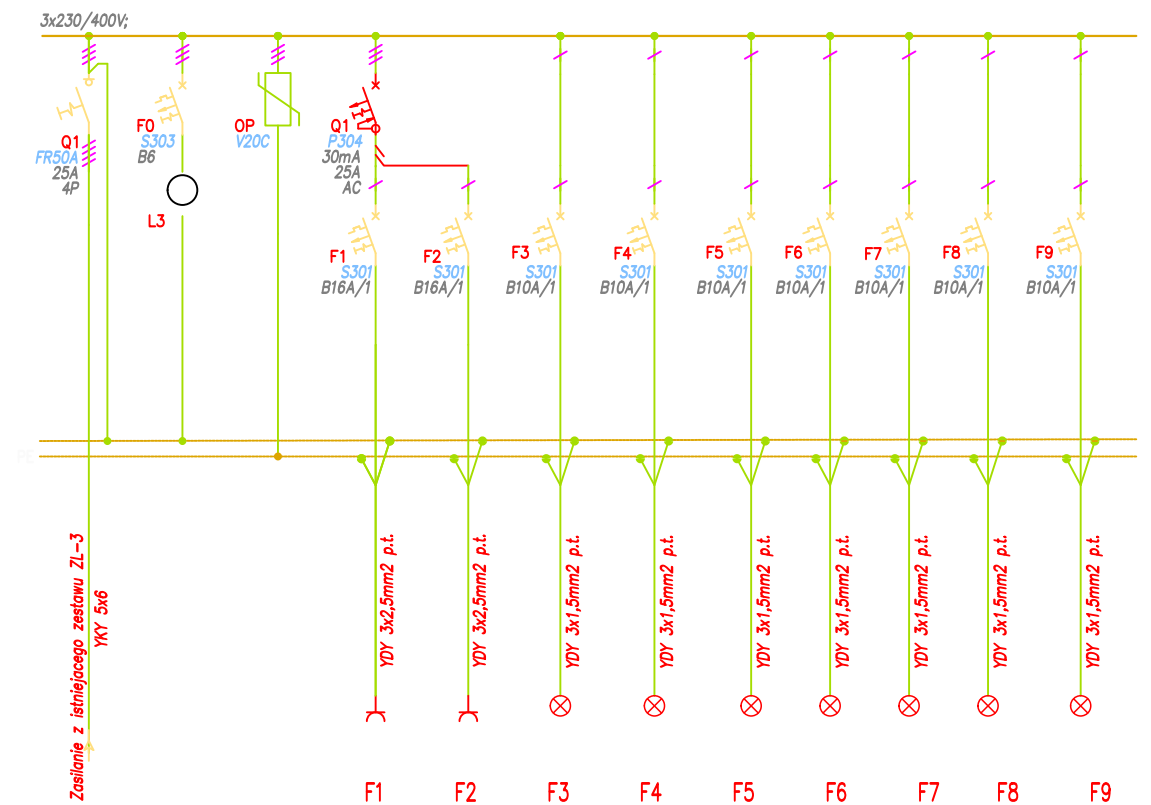 3x230/400V;
Q1
FR50A
25A
4P
F0
S303
B6
L3
OP
V20C
Q1
P304
30mA
25A
AC
F1
S301
B16A/1
F2
S301
B16A/1
F3
S301
B10A/1
F4
S301
B10A/1
F5
S301
B10A/1
F6
S301
B10A/1
F7
S301
B10A/1
F8
S301
B10A/1
F9
S301
B10A/1
Zasilanie z istniejacego zestawu ZL-3
YKY 5x6
YDY 3x2,5mm2 p.t.
YDY 3x2,5mm2 p.t.
YDY 3x1,5mm2 p.t.
YDY 3x1,5mm2 p.t.
YDY 3x1,5mm2 p.t.
YDY 3x1,5mm2 p.t.
YDY 3x1,5mm2 p.t.
YDY 3x1,5mm2 p.t.
YDY 3x1,5mm2 p.t.
F1 F2 F3 F4 F5 F6 F7 F8 F9